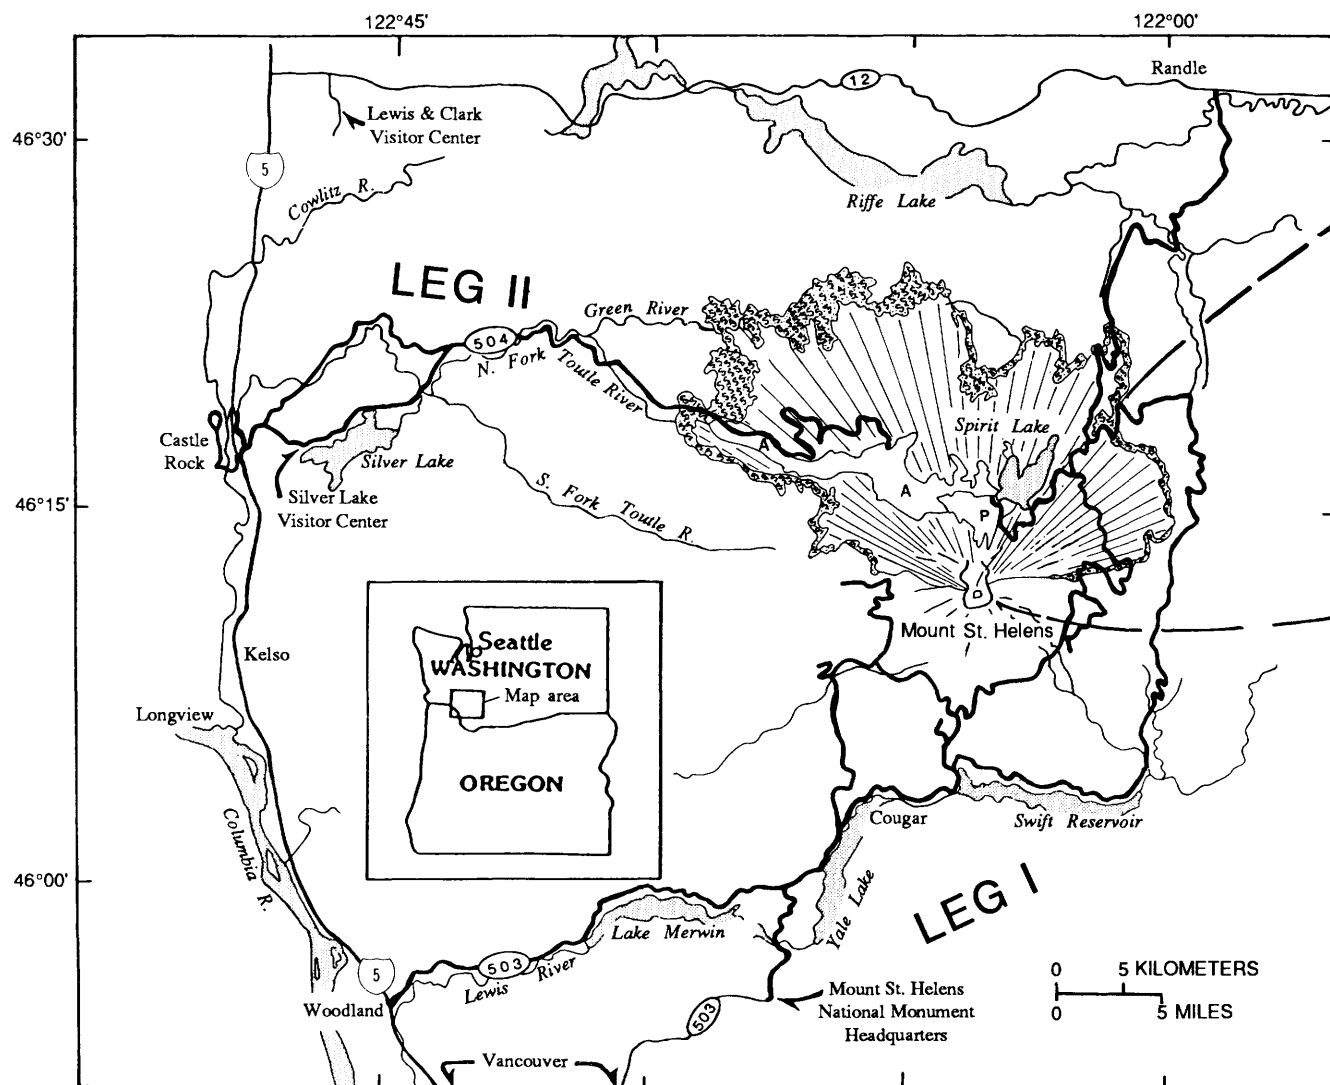 122°45'
122°00'
Randle
12
Lewis & Clark
Visitor Center
46°30'
5
Cowlitz R.
Riffe Lake
LEG II
Green River
504
N. Fork
Toutle River
Castle
Rock
Silver Lake
Spirit Lake
A
A
P
D
Silver Lake
Visitor Center
46°15'
S. Fork Toutle R.
Mount St. Helens
Seattle
WASHINGTON
Map area
OREGON
Kelso
Longview
Columbia R.
Cougar
Swift Reservoir
46°00'
Yale Lake
LEG I
Lake Merwin
503
Lewis River
5
Woodland
0 5 KILOMETERS
0 5 MILES
Mount St. Helens
National Monument
Headquarters
503
Vancouver